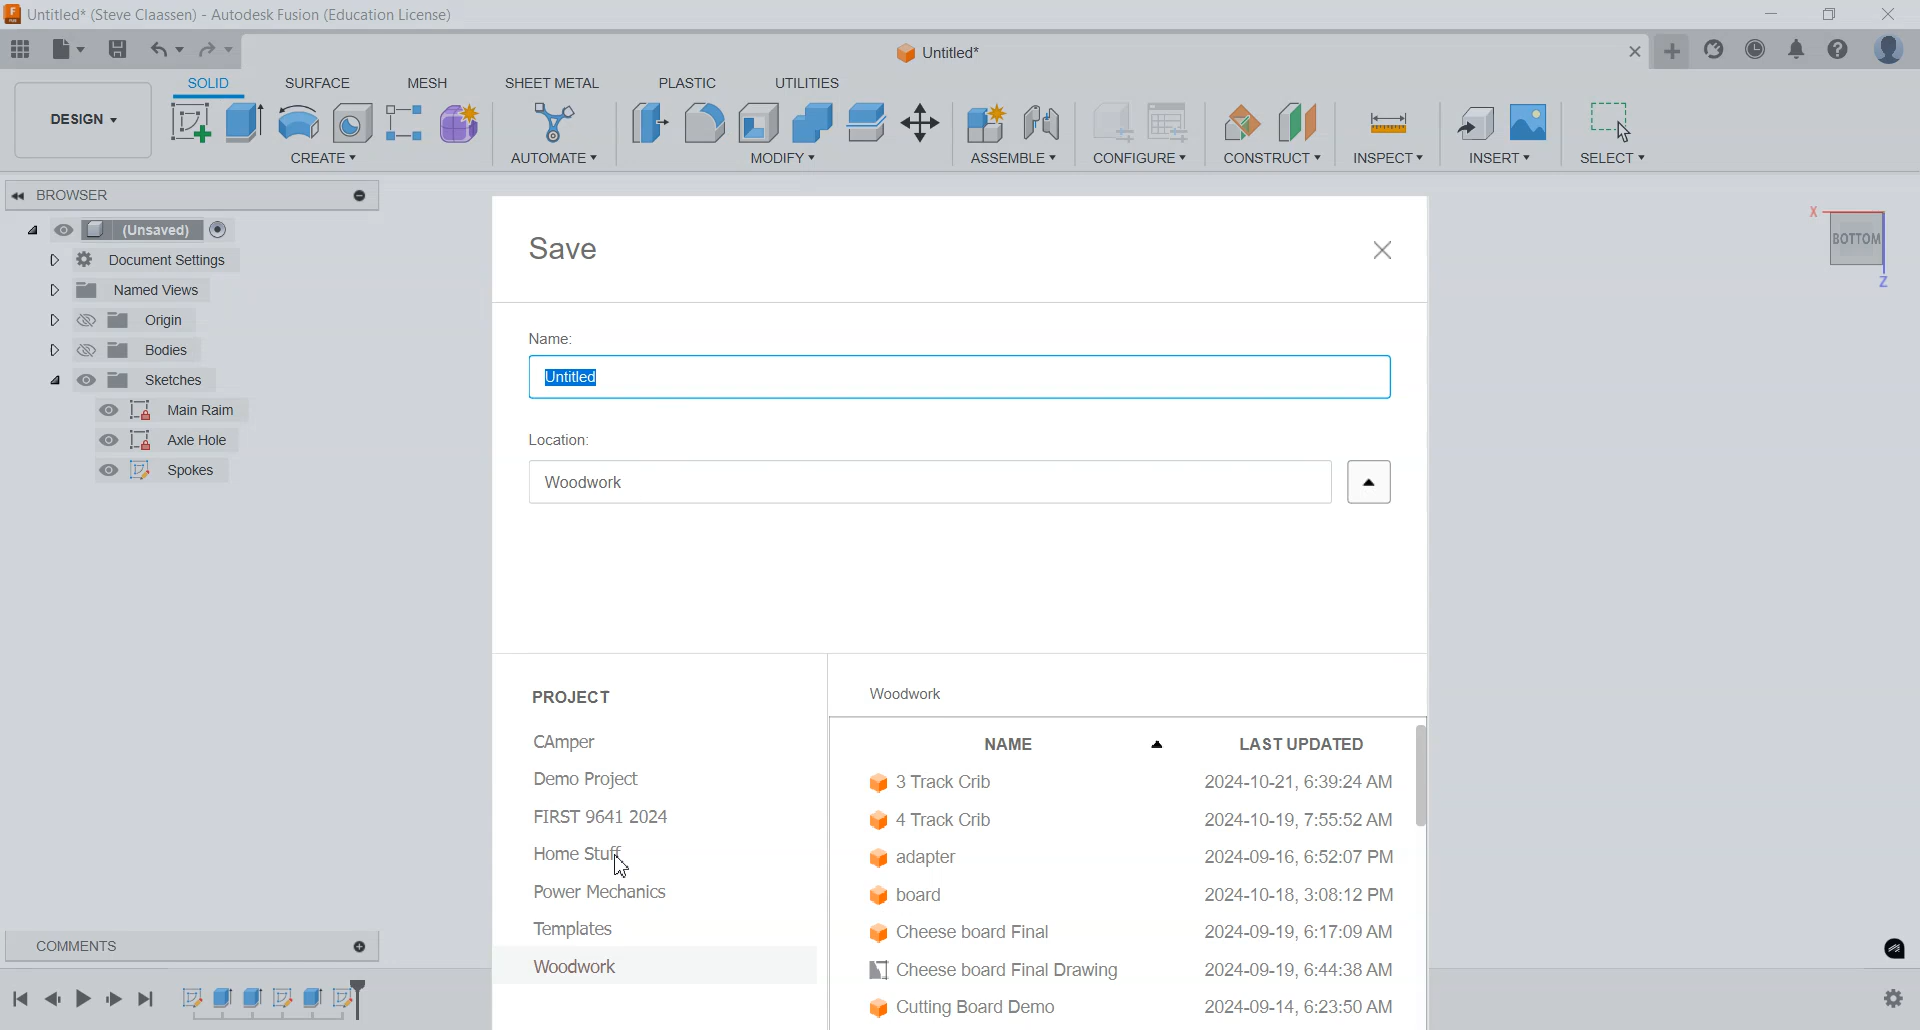 Untitled* (Steve Claassen) - Autodesk Fusion (Education License)
Untitled*
SOLID
SURFACE
MESH
SHEET METAL
PLASTIC
UTILITIES
DESIGN
CREATE
AUTOMATE
MODIFY
ASSEMBLE
CONFIGURE
CONSTRUCT
INSPECT
INSERT
SELECT
BROWSER
(Unsaved)
Document Settings
Named Views
Origin
Bodies
Sketches
Main Raim
Axle Hole
Spokes
X
BOTTOM
Z
Save
Name:
Untitled
Location:
Woodwork
PROJECT
CAmper
Demo Project
FIRST 9641 2024
Home Stuff
Power Mechanics
Templates
Woodwork
Woodwork
NAME LAST UPDATED
3 Track Crib 2024-10-21, 6:39:24 AM
4 Track Crib 2024-10-19, 7:55:52 AM
adapter 2024-09-16, 6:52:07 PM
board 2024-10-18, 3:08:12 PM
Cheese board Final 2024-09-19, 6:17:09 AM
Cheese board Final Drawing 2024-09-19, 6:44:38 AM
Cutting Board Demo 2024-09-14, 6:23:50 AM
COMMENTS